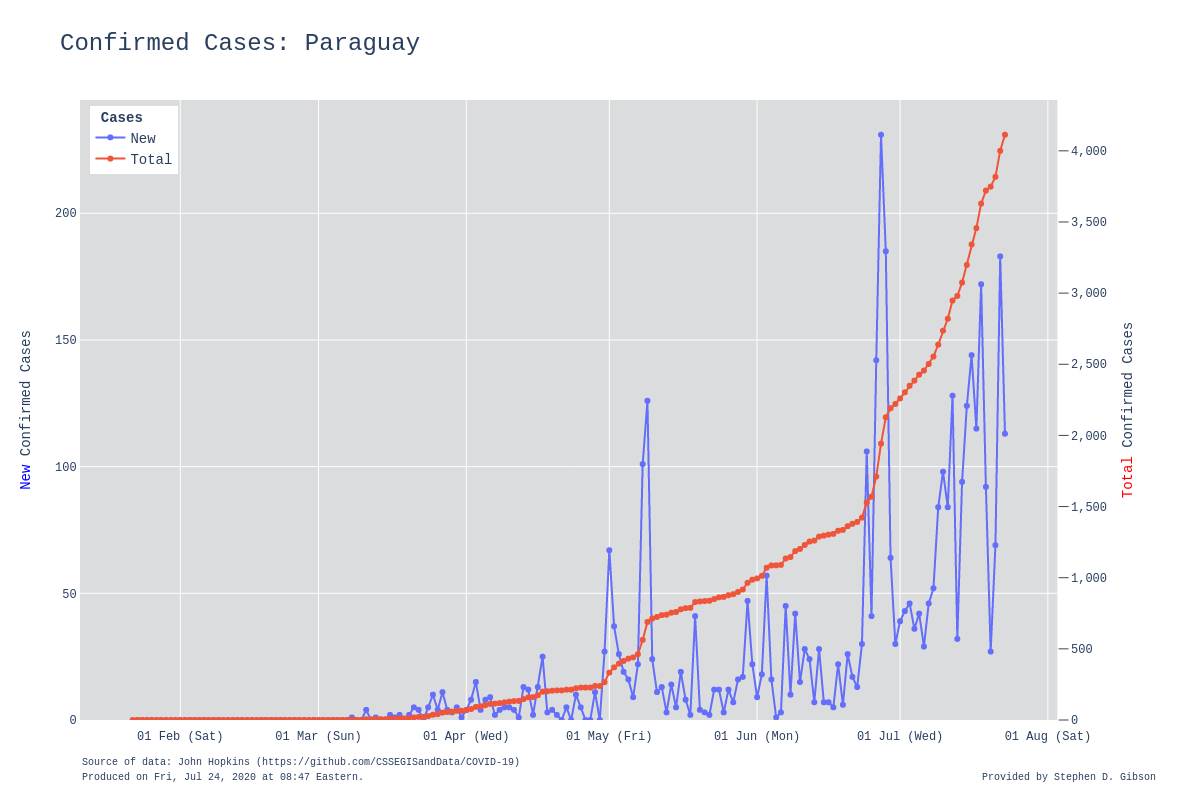 Confirmed Cases: Paraguay
Cases
New
Total
200
150
100
50
0
4,000
3,500
3,000
2,500
2,000
1,500
1,000
500
0
New Confirmed Cases
Total Confirmed Cases
01 Feb (Sat)
01 Mar (Sun)
01 Apr (Wed)
01 May (Fri)
01 Jun (Mon)
01 Jul (Wed)
01 Aug (Sat)
Source of data: John Hopkins (https://github.com/CSSEGISandData/COVID-19)
Produced on Fri, Jul 24, 2020 at 08:47 Eastern.
Provided by Stephen D. Gibson